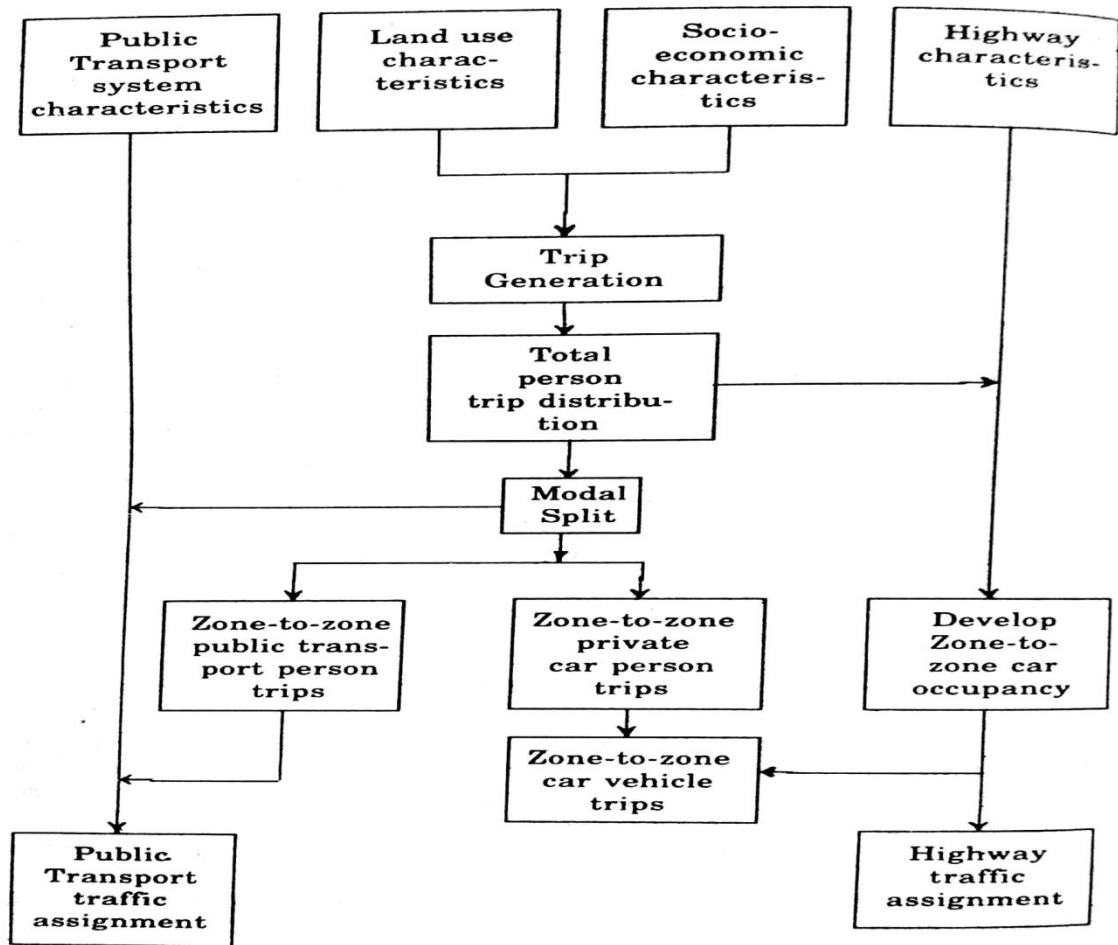 Public
Transport
system
characteristics
Land use
charac-
teristics
Socio-
economic
characteris-
tics
Highway
characteris-
tics
Trip
Generation
Total
person
trip distribu-
tion
Modal
Split
Zone-to-zone
public trans-
port person
trips
Zone-to-zone
private
car person
trips
Develop
Zone-to-
zone car
occupancy
Zone-to-zone
car vehicle
trips
Public
Transport
traffic
assignment
Highway
traffic
assignment